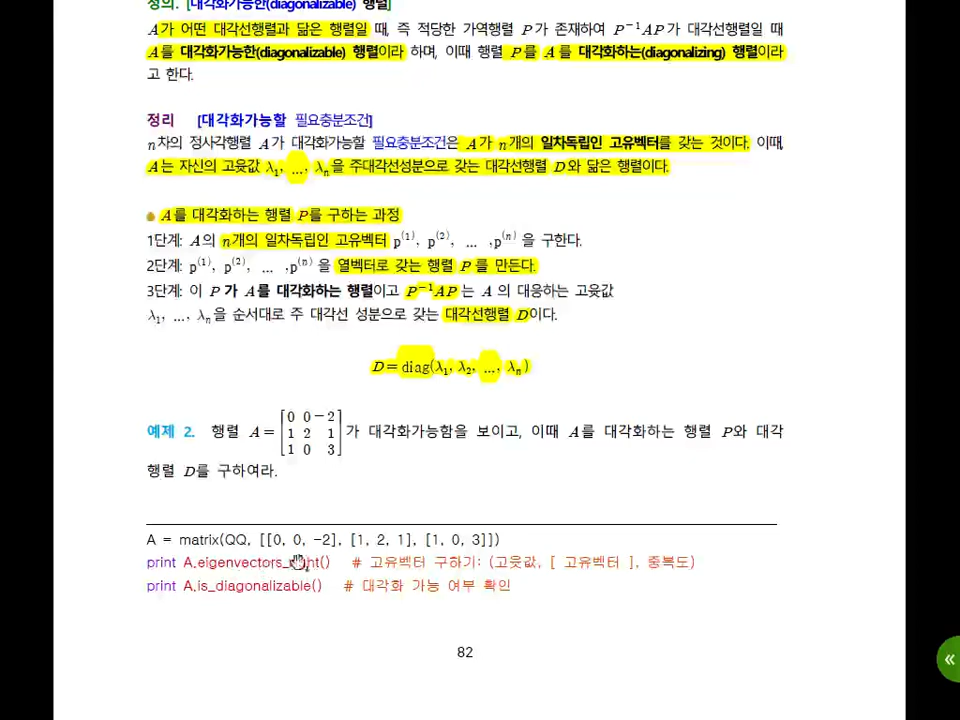 정의. [대각화가능한(diagonalizable) 행렬]
A가 어떤 대각선행렬과 닮은 행렬일 때, 즉 적당한 가역행렬 P가 존재하여 P⁻¹AP가 대각선행렬일 때
A를 대각화가능한(diagonalizable) 행렬이라 하며, 이때 행렬 P를 A를 대각화하는(diagonalizing) 행렬이라
고 한다.
정리 [대각화가능할 필요충분조건]
n차의 정사각행렬 A가 대각화가능할 필요충분조건은 A가 n개의 일차독립인 고유벡터를 갖는 것이다. 이때,
A는 자신의 고윳값 λ₁, ..., λₙ을 주대각선성분으로 갖는 대각선행렬 D와 닮은 행렬이다.
A를 대각화하는 행렬 P를 구하는 과정
1단계: A의 n개의 일차독립인 고유벡터 p⁽¹⁾, p⁽²⁾, ... ,p⁽ⁿ⁾을 구한다.
2단계: p⁽¹⁾, p⁽²⁾, ... ,p⁽ⁿ⁾을 열벡터로 갖는 행렬 P를 만든다.
3단계: 이 P가 A를 대각화하는 행렬이고 P⁻¹AP는 A의 대응하는 고윳값
λ₁, ..., λₙ을 순서대로 주 대각선 성분으로 갖는 대각선행렬 D이다.
D = diag(λ₁, λ₂, ..., λₙ)
예제 2. 행렬 A = [0 0 −2; 1 2 1; 1 0 3]가 대각화가능함을 보이고, 이때 A를 대각화하는 행렬 P와 대각
행렬 D를 구하여라.
A = matrix(QQ, [[0, 0, −2], [1, 2, 1], [1, 0, 3]])
print A.eigenvectors_right() # 고유벡터 구하기: (고윳값, [ 고유벡터 ], 중복도)
print A.is_diagonalizable() # 대각화 가능 여부 확인
82
«